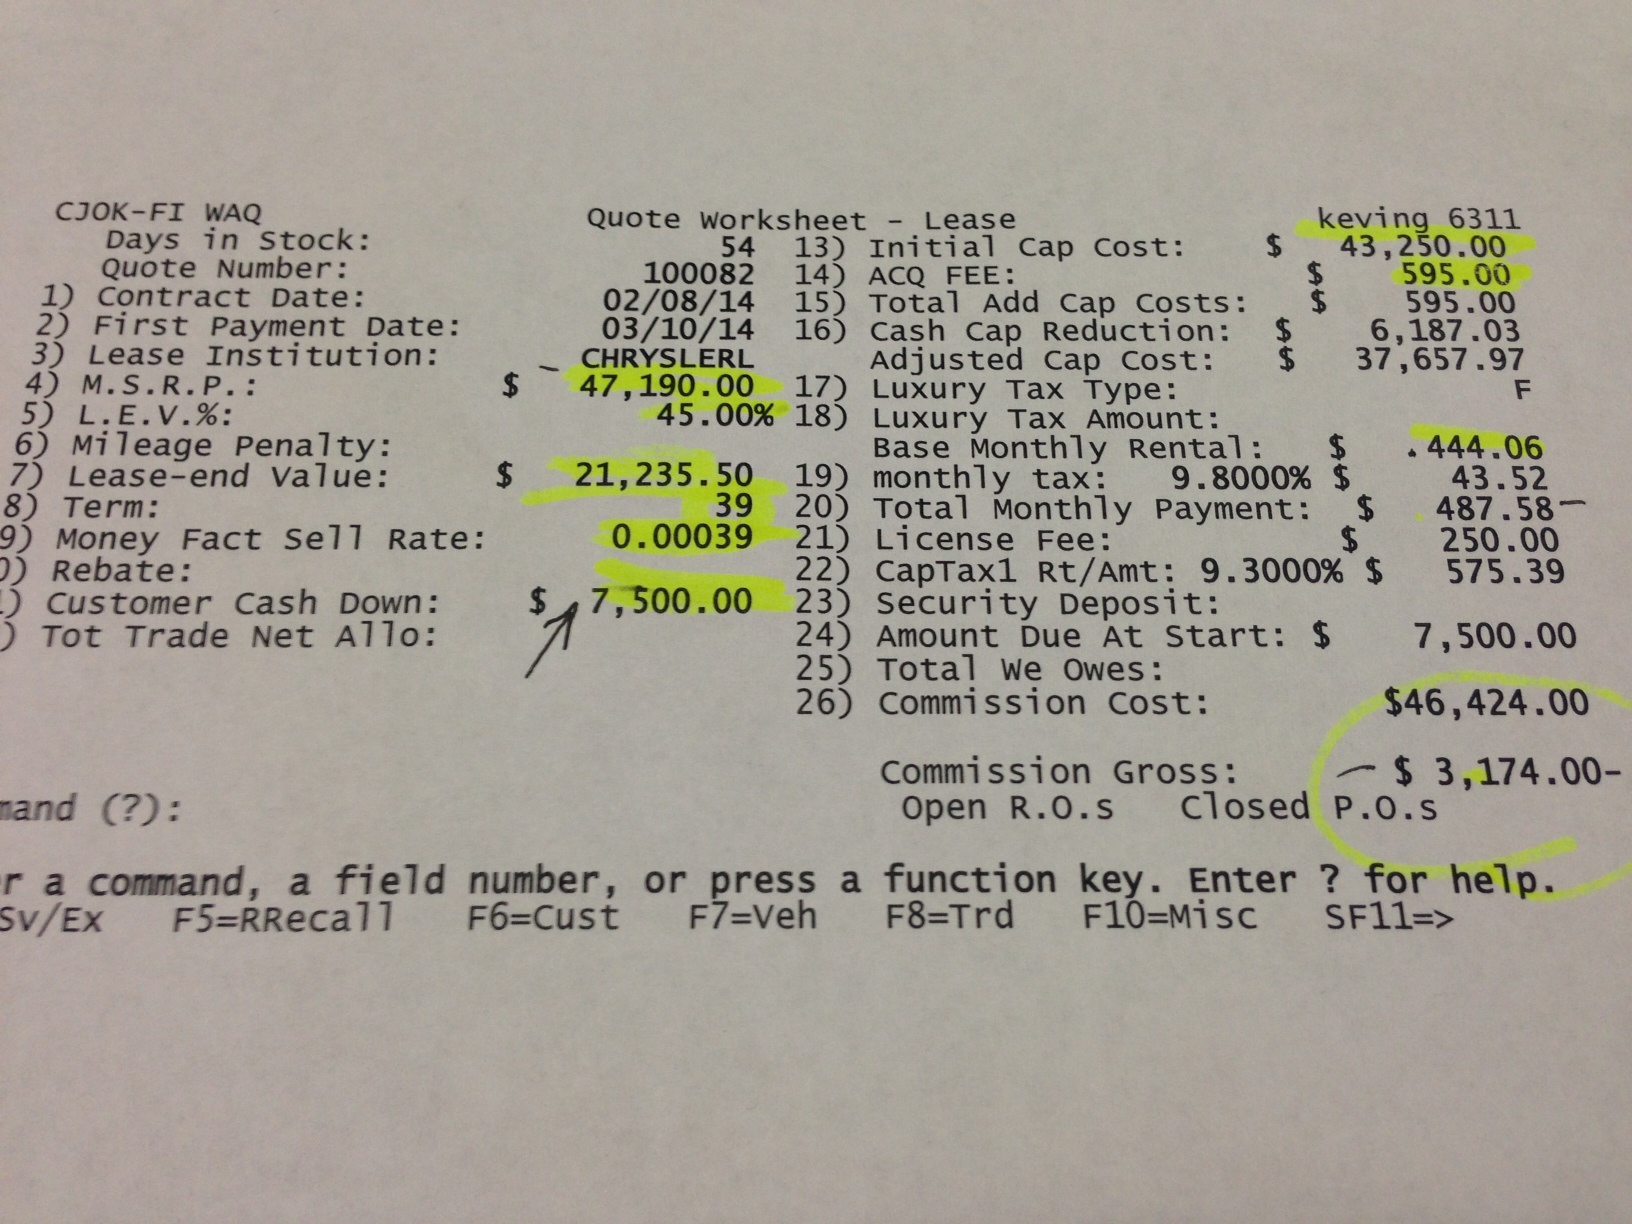 CJOK-FI WAQ Quote Worksheet - Lease keving 6311
Days in Stock: 54 13) Initial Cap Cost: $ 43,250.00
Quote Number: 100082 14) ACQ FEE: $ 595.00
1) Contract Date: 02/08/14 15) Total Add Cap Costs: $ 595.00
2) First Payment Date: 03/10/14 16) Cash Cap Reduction: $ 6,187.03
3) Lease Institution: CHRYSLERL Adjusted Cap Cost: $ 37,657.97
4) M.S.R.P.: $ 47,190.00 17) Luxury Tax Type: F
5) L.E.V.%: 45.00% 18) Luxury Tax Amount:
6) Mileage Penalty: Base Monthly Rental: $ 444.06
7) Lease-end Value: $ 21,235.50 19) monthly tax: 9.8000% $ 43.52
8) Term: 39 20) Total Monthly Payment: $ 487.58
9) Money Fact Sell Rate: 0.00039 21) License Fee: $ 250.00
0) Rebate: 22) CapTax1 Rt/Amt: 9.3000% $ 575.39
) Customer Cash Down: $ 7,500.00 23) Security Deposit:
) Tot Trade Net Allo: 24) Amount Due At Start: $ 7,500.00
25) Total We Owes:
26) Commission Cost: $46,424.00
Commission Gross: $ 3,174.00-
mand (?): Open R.O.s Closed P.O.s
r a command, a field number, or press a function key. Enter ? for help.
Sv/Ex F5=RRecall F6=Cust F7=Veh F8=Trd F10=Misc SF11=>